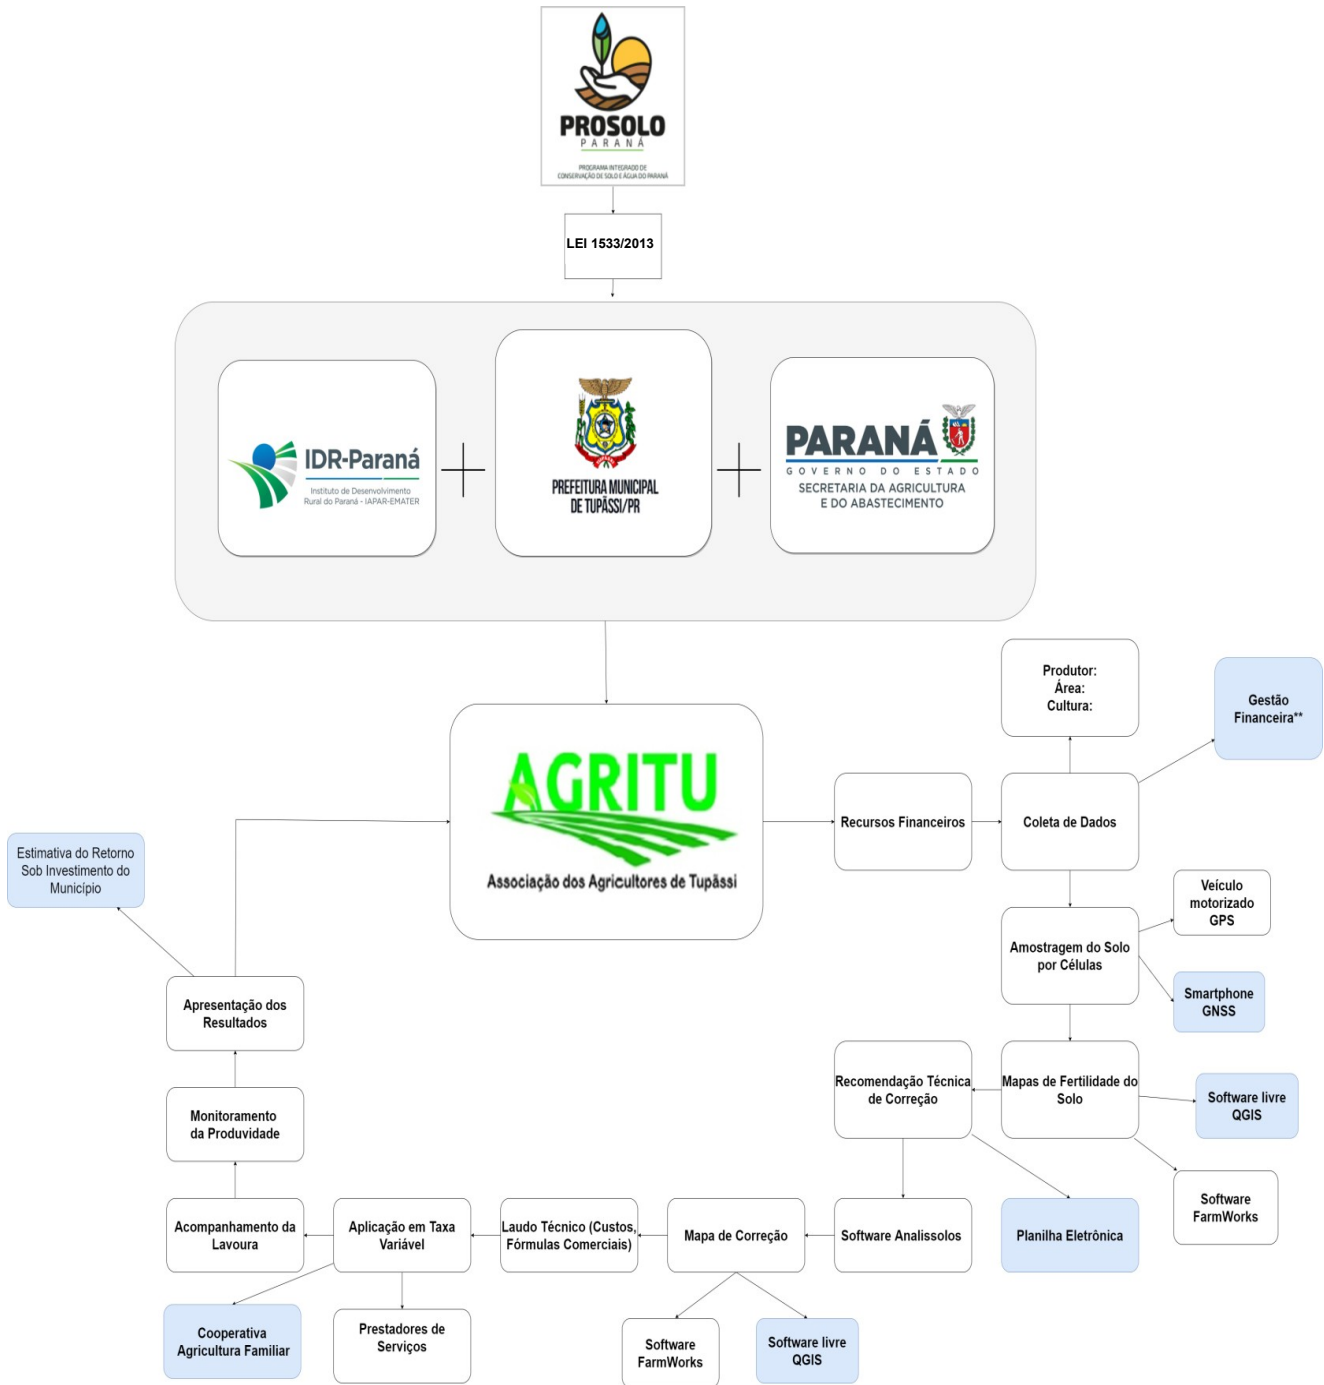 PROSOLO
PARANÁ
PROGRAMA INTEGRADO DE
CONSERVAÇÃO DE SOLO E ÁGUA DO PARANÁ
LEI 1533/2013
IDR-Paraná
Instituto de Desenvolvimento
Rural do Paraná - IAPAR-EMATER
PREFEITURA MUNICIPAL
DE TUPÃSSI/PR
PARANÁ
GOVERNO DO ESTADO
SECRETARIA DA AGRICULTURA
E DO ABASTECIMENTO
AGRITU
Associação dos Agricultores de Tupãssi
Recursos Financeiros
Coleta de Dados
Produtor:
Área:
Cultura:
Gestão
Financeira**
Amostragem do Solo
por Células
Veículo
motorizado
GPS
Smartphone
GNSS
Mapas de Fertilidade do
Solo
Software livre
QGIS
Software
FarmWorks
Recomendação Técnica
de Correção
Planilha Eletrônica
Software Analissolos
Mapa de Correção
Software
FarmWorks
Software livre
QGIS
Laudo Técnico (Custos,
Fórmulas Comerciais)
Aplicação em Taxa
Variável
Prestadores de
Serviços
Cooperativa
Agricultura Familiar
Acompanhamento da
Lavoura
Monitoramento
da Produvidade
Apresentação dos
Resultados
Estimativa do Retorno
Sob Investimento do
Município